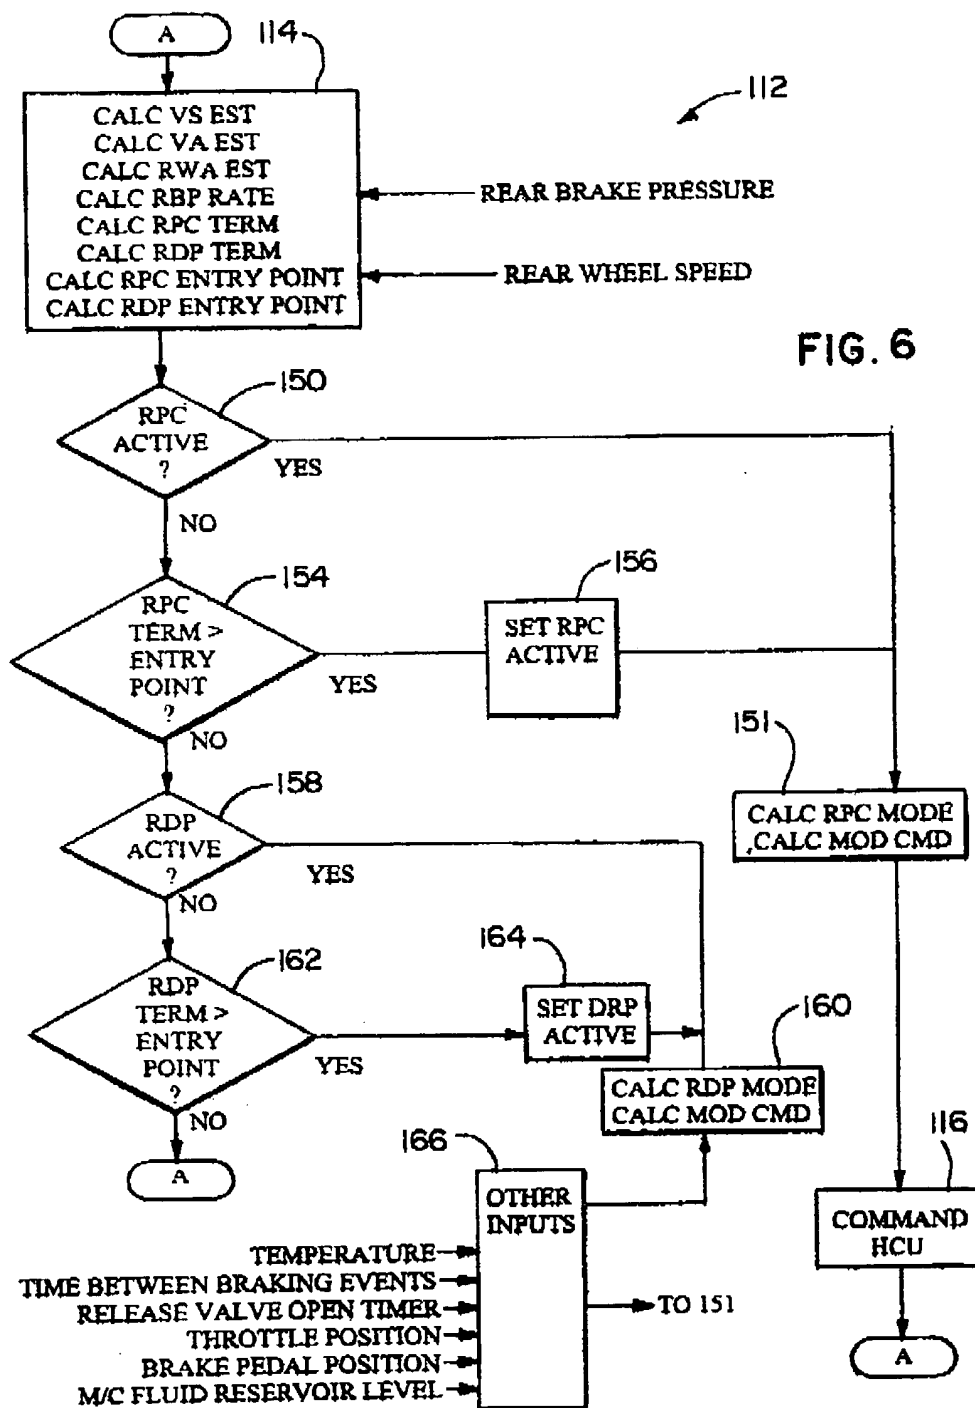 A
114
112
CALC VS EST
CALC VA EST
CALC RWA EST
CALC RBP RATE
CALC RPC TERM
CALC RDP TERM
CALC RPC ENTRY POINT
CALC RDP ENTRY POINT
REAR BRAKE PRESSURE
REAR WHEEL SPEED
FIG. 6
150
RPC
ACTIVE
?
YES
NO
154
RPC
TERM >
ENTRY
POINT
?
YES
NO
156
SET RPC
ACTIVE
151
CALC RPC MODE
CALC MOD CMD
158
RDP
ACTIVE
?
YES
NO
162
RDP
TERM >
ENTRY
POINT
?
YES
NO
164
SET DRP
ACTIVE
160
CALC RDP MODE
CALC MOD CMD
A
166
OTHER
INPUTS
TEMPERATURE
TIME BETWEEN BRAKING EVENTS
RELEASE VALVE OPEN TIMER
THROTTLE POSITION
BRAKE PEDAL POSITION
M/C FLUID RESERVOIR LEVEL
TO 151
116
COMMAND
HCU
A